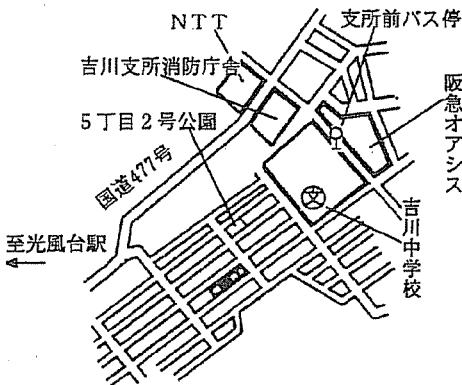 NTT
支所前バス停
吉川支所消防庁舎
阪急オアシス
5丁目2号公園
国道477号
文
吉川中学校
至光風台駅